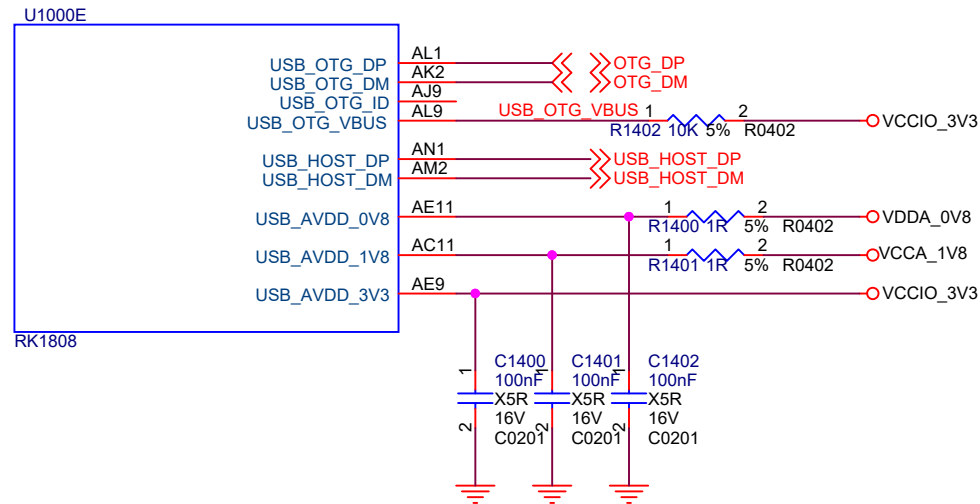 U1000E
USB_OTG_DP AL1 OTG_DP
USB_OTG_DM AK2 OTG_DM
USB_OTG_ID AJ9
USB_OTG_VBUS AL9 USB_OTG_VBUS 1 2 VCCIO_3V3
R1402 10K 5% R0402
USB_HOST_DP AN1 USB_HOST_DP
USB_HOST_DM AM2 USB_HOST_DM
USB_AVDD_0V8 AE11 1 2 VDDA_0V8
R1400 1R 5% R0402
USB_AVDD_1V8 AC11 1 2 VCCA_1V8
R1401 1R 5% R0402
USB_AVDD_3V3 AE9 VCCIO_3V3
RK1808
C1400 C1401 C1402
1 100nF 1 100nF 1 100nF
X5R X5R X5R
16V 16V 16V
2 C0201 2 C0201 2 C0201